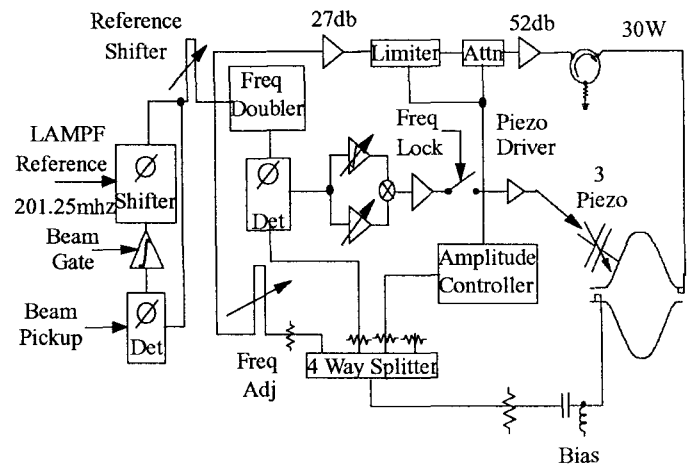 Reference
Shifter
27db
Limiter
Attn
52db
30W
Freq
Doubler
LAMPF
Reference
201.25mhz
Ø
Shifter
Freq
Lock
Piezo
Driver
3
Piezo
Ø
Det
Beam
Gate
Amplitude
Controller
Beam
Pickup
Ø
Det
Freq
Adj
4 Way Splitter
Bias